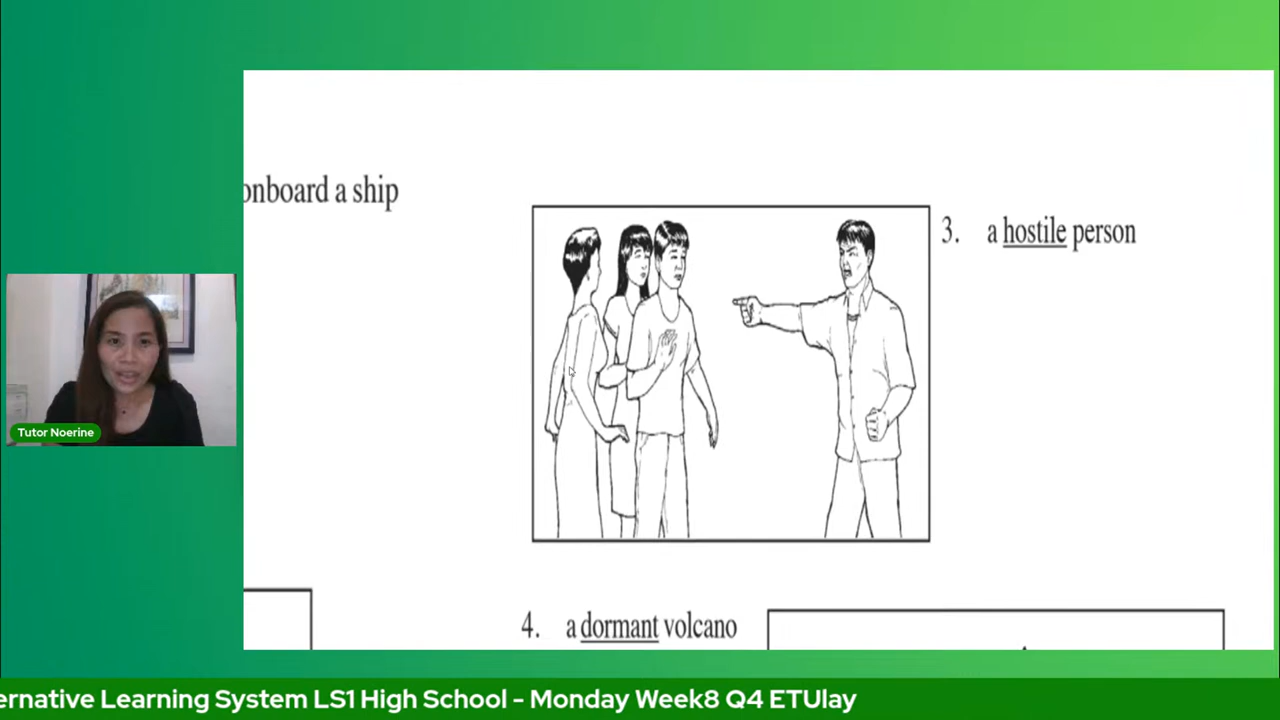 onboard a ship
3. a hostile person
Tutor Noerine
4. a dormant volcano
ernative Learning System LS1 High School - Monday Week8 Q4 ETUlay